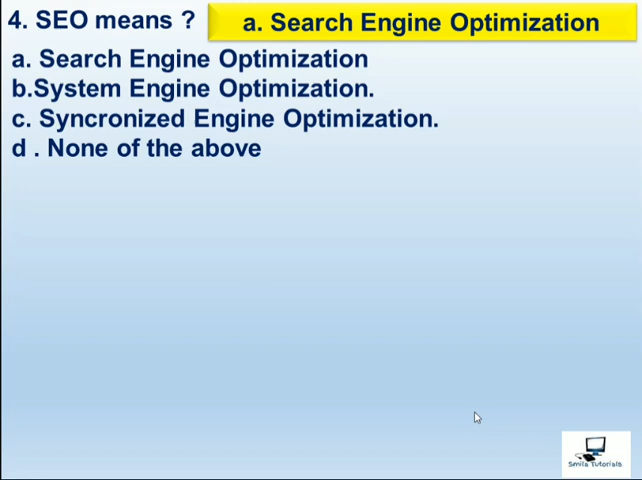 4. SEO means ?
a. Search Engine Optimization
a. Search Engine Optimization
b.System Engine Optimization.
c. Syncronized Engine Optimization.
d . None of the above
Smila Tutorials